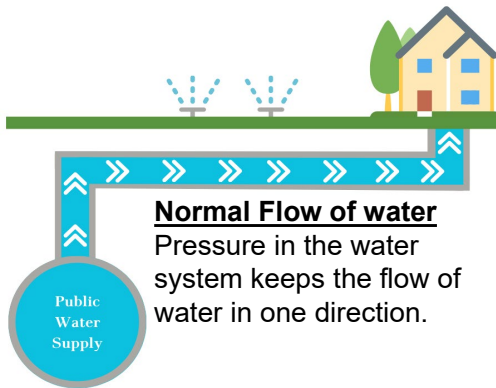 Normal Flow of water
Pressure in the water
system keeps the flow of
water in one direction.
Public
Water
Supply